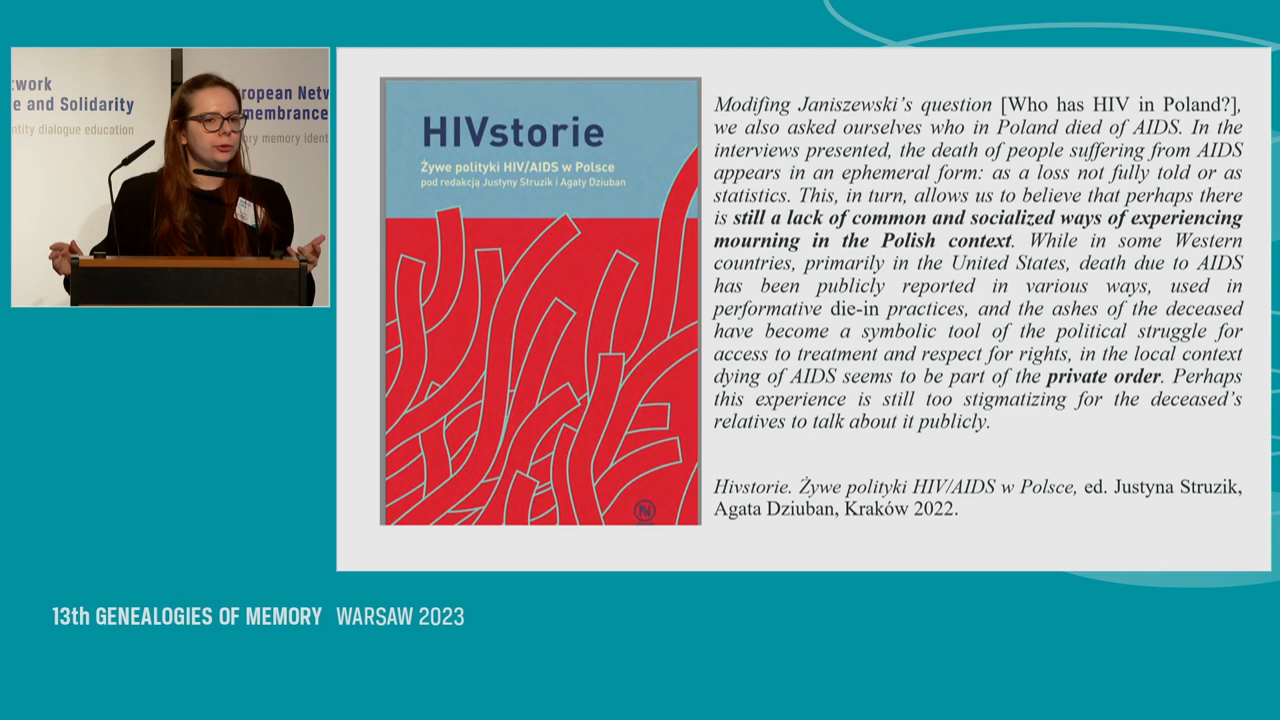 twork
e and Solidarity
ntity dialogue education
ropean Netw
membrance
ory memory ident
HIVstorie
Żywe polityki HIV/AIDS w Polsce
pod redakcją Justyny Struzik i Agaty Dziuban
Modifing Janiszewski's question [Who has HIV in Poland?],
we also asked ourselves who in Poland died of AIDS. In the
interviews presented, the death of people suffering from AIDS
appears in an ephemeral form: as a loss not fully told or as
statistics. This, in turn, allows us to believe that perhaps there
is still a lack of common and socialized ways of experiencing
mourning in the Polish context. While in some Western
countries, primarily in the United States, death due to AIDS
has been publicly reported in various ways, used in
performative die-in practices, and the ashes of the deceased
have become a symbolic tool of the political struggle for
access to treatment and respect for rights, in the local context
dying of AIDS seems to be part of the private order. Perhaps
this experience is still too stigmatizing for the deceased's
relatives to talk about it publicly.
Hivstorie. Żywe polityki HIV/AIDS w Polsce, ed. Justyna Struzik,
Agata Dziuban, Kraków 2022.
13th GENEALOGIES OF MEMORY WARSAW 2023